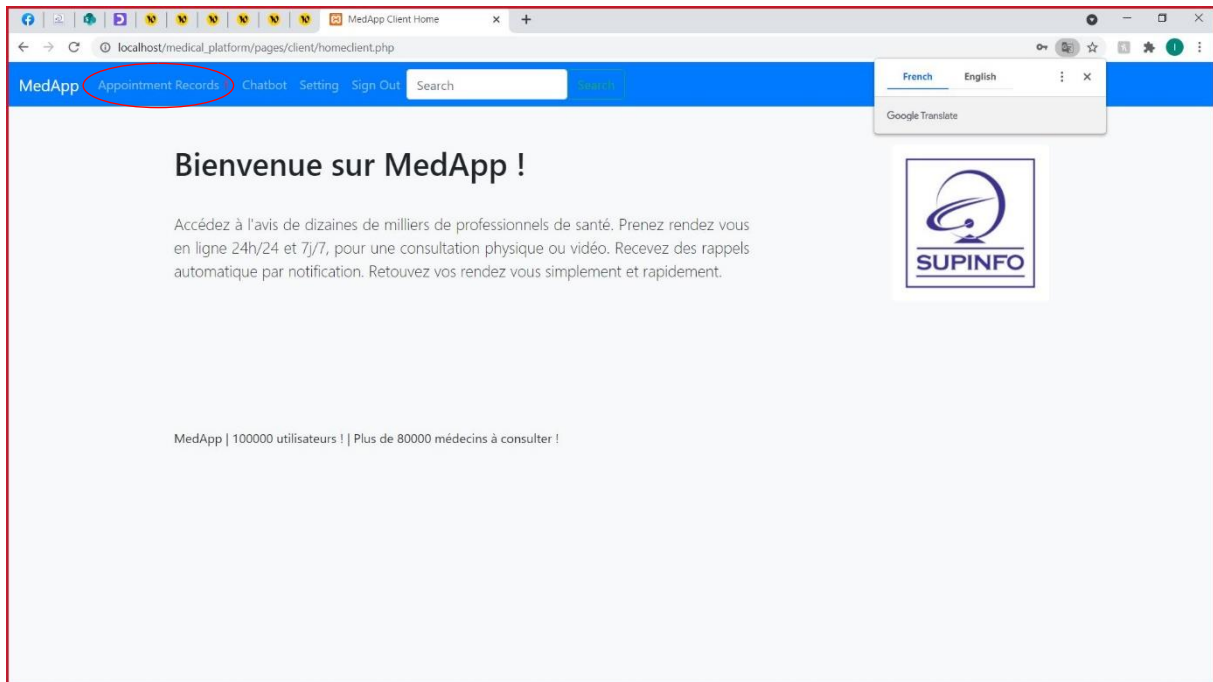 MedApp Client Home
localhost/medical_platform/pages/client/homeclient.php
MedApp Appointment Records Chatbot Setting Sign Out Search Search
French English
Google Translate
Bienvenue sur MedApp !
Accédez à l'avis de dizaines de milliers de professionnels de santé. Prenez rendez vous
en ligne 24h/24 et 7j/7, pour une consultation physique ou vidéo. Recevez des rappels
automatique par notification. Retouvez vos rendez vous simplement et rapidement.
SUPINFO
MedApp | 100000 utilisateurs ! | Plus de 80000 médecins à consulter !